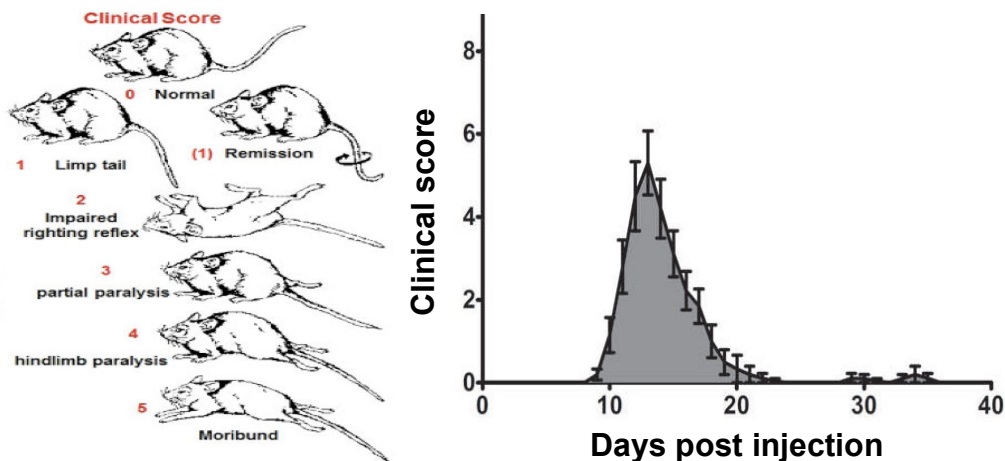 Clinical Score
0 Normal
1 Limp tail
(1) Remission
2
Impaired
righting reflex
3
partial paralysis
4
hindlimb paralysis
5
Moribund
Clinical score
8
6
4
2
0
0 10 20 30 40
Days post injection